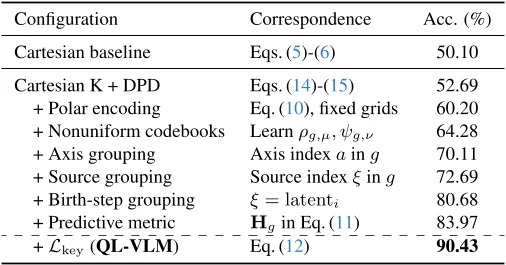 Configuration Correspondence Acc. (%)
Cartesian baseline Eqs. (5)-(6) 50.10
Cartesian K + DPD Eqs. (14)-(15) 52.69
+ Polar encoding Eq. (10), fixed grids 60.20
+ Nonuniform codebooks Learn ρ_{g,μ}, ψ_{g,ν} 64.28
+ Axis grouping Axis index a in g 70.11
+ Source grouping Source index ξ in g 72.69
+ Birth-step grouping ξ = latent_i 80.68
+ Predictive metric H_g in Eq. (11) 83.97
+ ℒ_key (QL-VLM) Eq. (12) 90.43